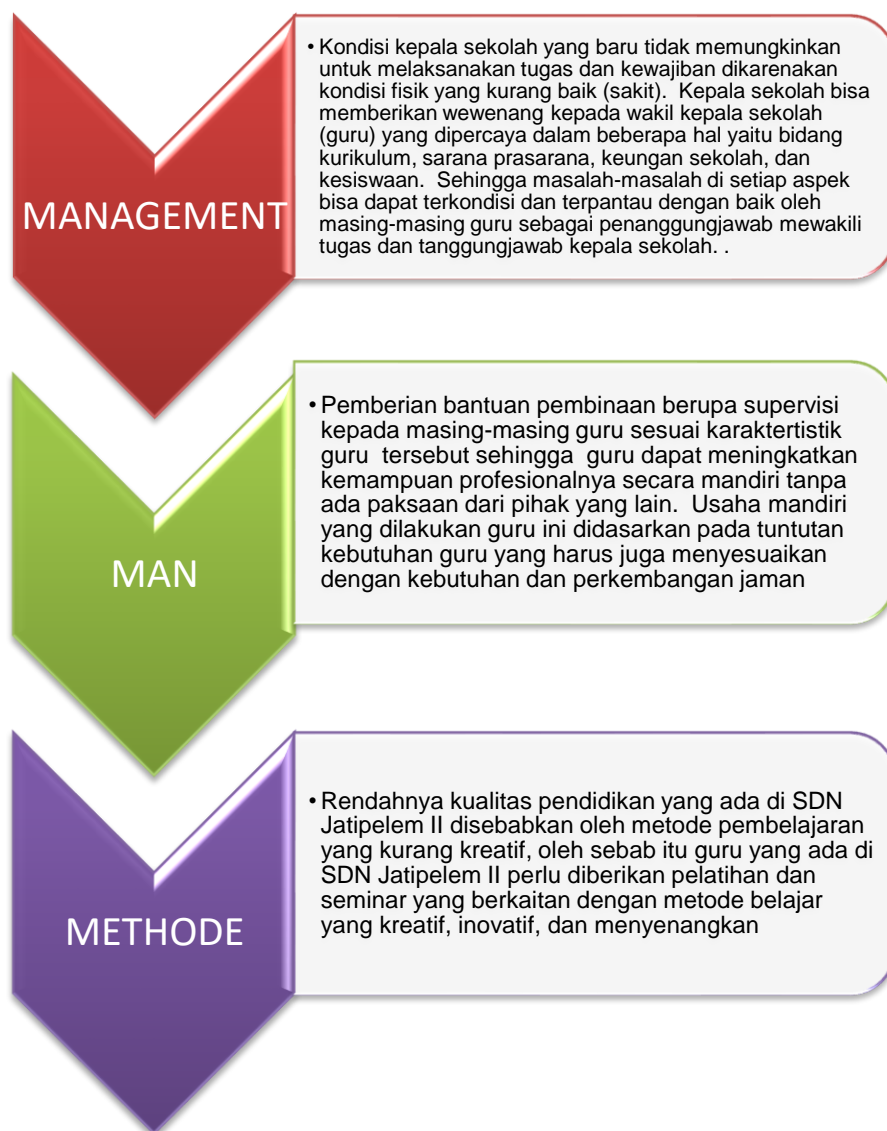 MANAGEMENT
• Kondisi kepala sekolah yang baru tidak memungkinkan
untuk melaksanakan tugas dan kewajiban dikarenakan
kondisi fisik yang kurang baik (sakit).  Kepala sekolah bisa
memberikan wewenang kepada wakil kepala sekolah
(guru) yang dipercaya dalam beberapa hal yaitu bidang
kurikulum, sarana prasarana, keungan sekolah, dan
kesiswaan.  Sehingga masalah-masalah di setiap aspek
bisa dapat terkondisi dan terpantau dengan baik oleh
masing-masing guru sebagai penanggungjawab mewakili
tugas dan tanggungjawab kepala sekolah. .
MAN
• Pemberian bantuan pembinaan berupa supervisi
kepada masing-masing guru sesuai karaktertistik
guru  tersebut sehingga  guru dapat meningkatkan
kemampuan profesionalnya secara mandiri tanpa
ada paksaan dari pihak yang lain.  Usaha mandiri
yang dilakukan guru ini didasarkan pada tuntutan
kebutuhan guru yang harus juga menyesuaikan
dengan kebutuhan dan perkembangan jaman
METHODE
• Rendahnya kualitas pendidikan yang ada di SDN
Jatipelem II disebabkan oleh metode pembelajaran
yang kurang kreatif, oleh sebab itu guru yang ada di
SDN Jatipelem II perlu diberikan pelatihan dan
seminar yang berkaitan dengan metode belajar
yang kreatif, inovatif, dan menyenangkan